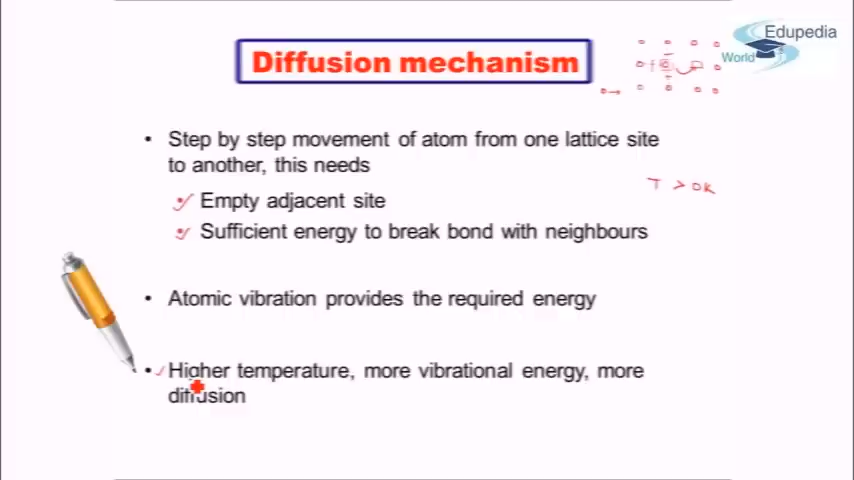 Edupedia
World
Diffusion mechanism
• Step by step movement of atom from one lattice site
to another, this needs
Empty adjacent site
T > 0K
Sufficient energy to break bond with neighbours
• Atomic vibration provides the required energy
• Higher temperature, more vibrational energy, more
diffusion